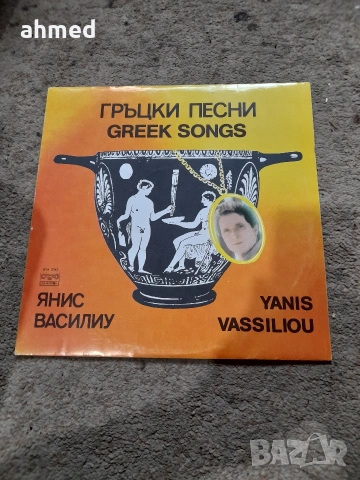 ahmed
ГРЪЦКИ ПЕСНИ
GREEK SONGS
ЯНИС
ВАСИЛИУ
YANIS
VASSILIOU
BAZAR